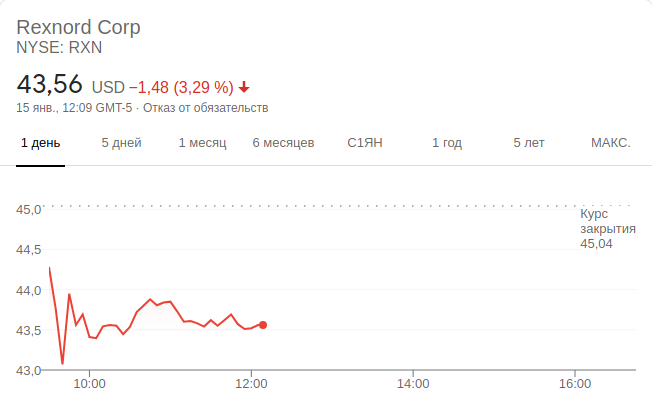 Rexnord Corp
NYSE: RXN
43,56 USD −1,48 (3,29 %)
15 янв., 12:09 GMT-5 · Отказ от обязательств
1 день 5 дней 1 месяц 6 месяцев С1ЯН 1 год 5 лет МАКС.
45,0
Курс
закрытия
45,04
44,5
44,0
43,5
43,0
10:00 12:00 14:00 16:00